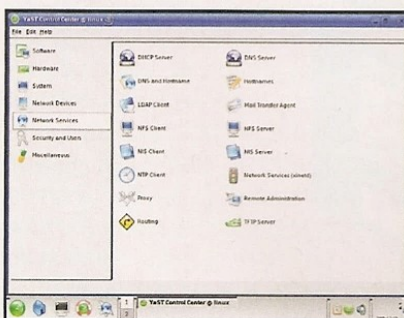 YaST Control Center @ linux
File Edit Help
Software
Hardware
System
Network Devices
Network Services
Security and Users
Miscellaneous
DHCP Server
DNS Server
DNS and Hostname
Hostnames
LDAP Client
Mail Transfer Agent
NFS Client
NFS Server
NIS Client
NIS Server
NTP Client
Network Services (xinetd)
Proxy
Remote Administration
Routing
TFTP Server
1
2
YaST Control Center @ linux